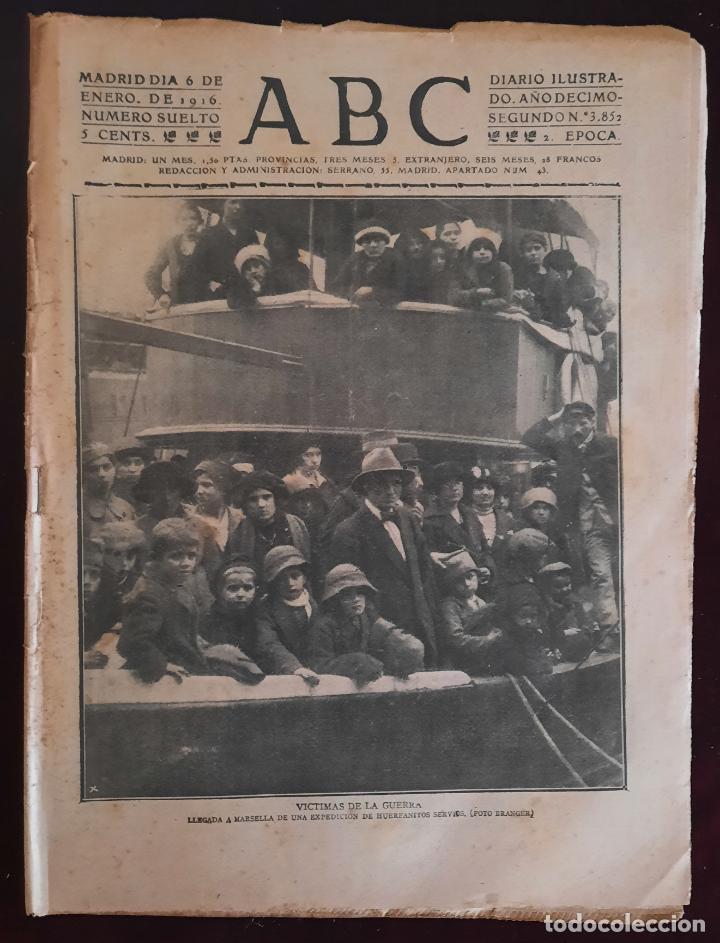 MADRID DIA 6 DE
ENERO. DE 1916.
NUMERO SUELTO
5 CENTS.
ABC
DIARIO ILUSTRA-
DO. AÑO DECIMO-
SEGUNDO N.º 3.852
2. EPOCA.
MADRID: UN MES, 1,50 PTAS. PROVINCIAS, TRES MESES 5. EXTRANJERO, SEIS MESES, 28 FRANCOS
REDACCION Y ADMINISTRACION: SERRANO, 55, MADRID. APARTADO NUM 43.
VICTIMAS DE LA GUERRA
LLEGADA A MARSELLA DE UNA EXPEDICIÓN DE HUERFANITOS SERVIOS. (FOTO BRANGER)
todocoleccion